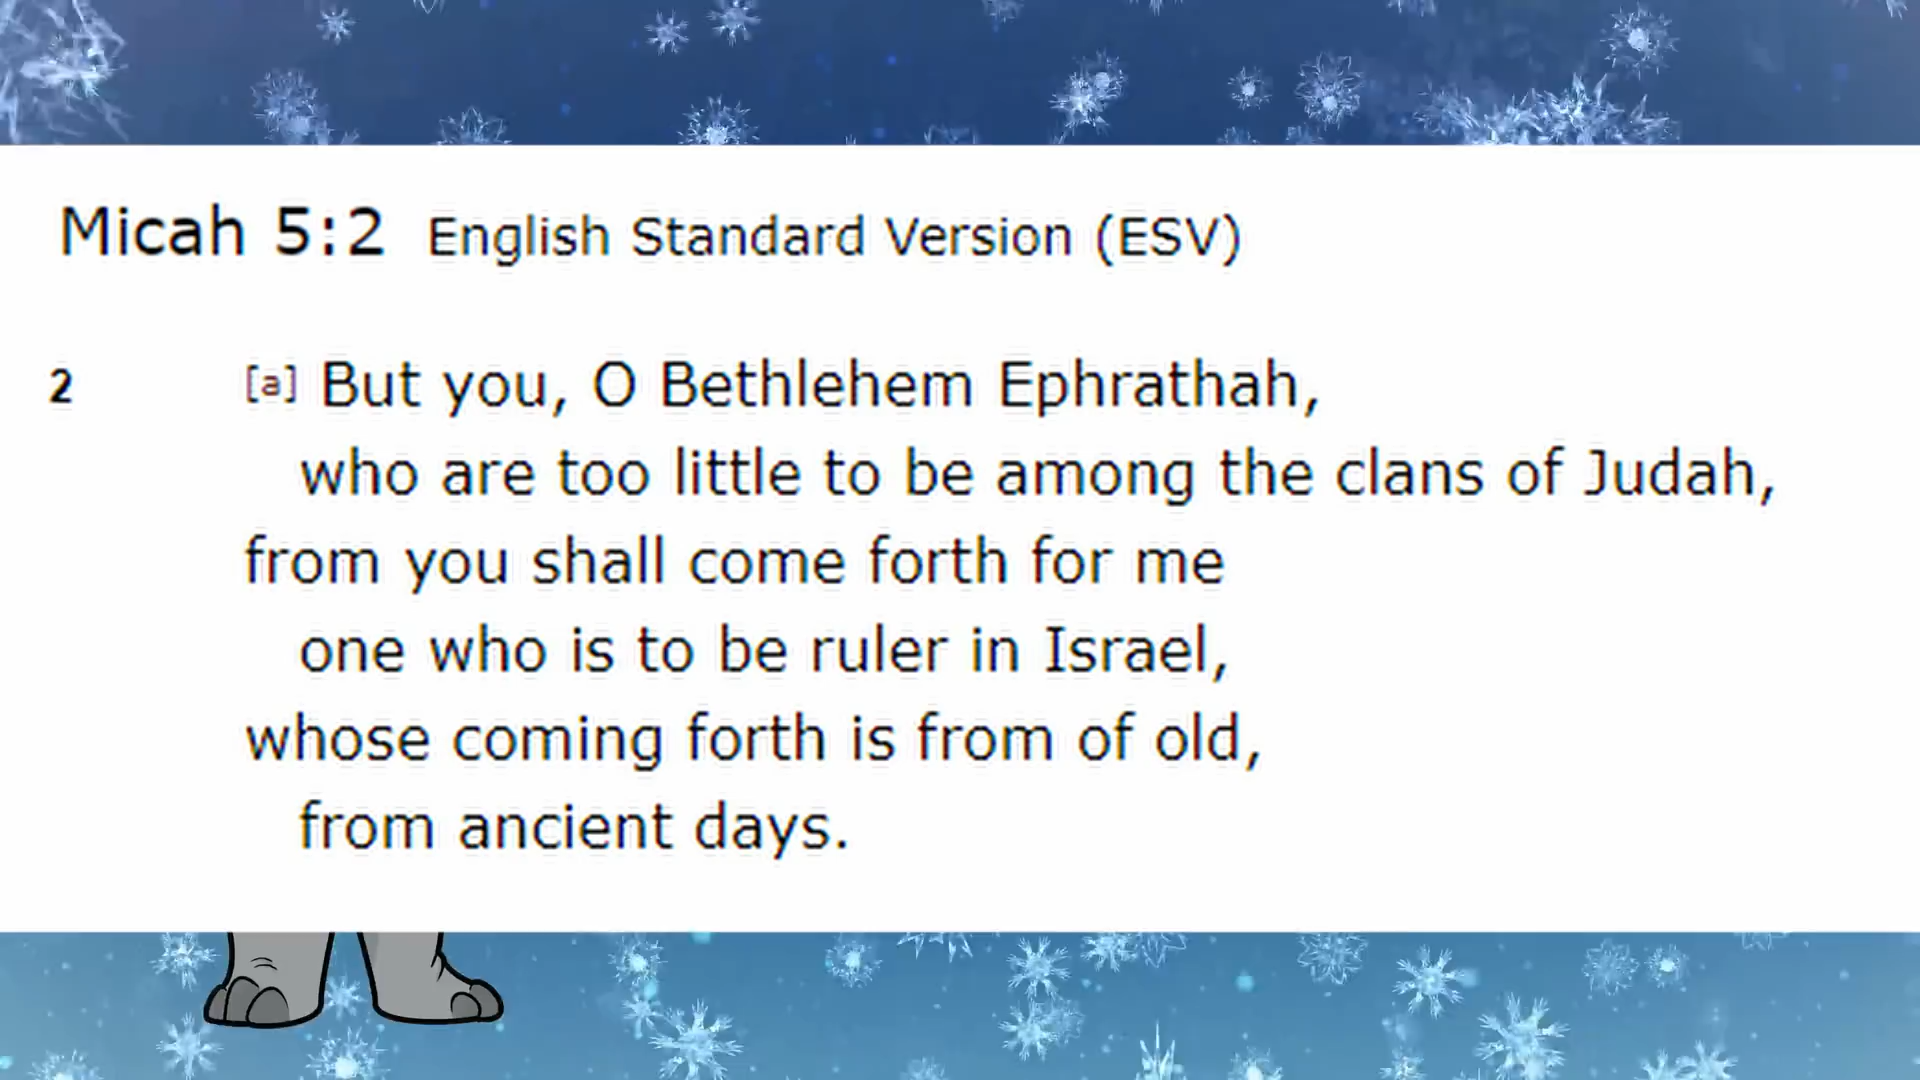 Micah 5:2 English Standard Version (ESV)
2 [a] But you, O Bethlehem Ephrathah,
who are too little to be among the clans of Judah,
from you shall come forth for me
one who is to be ruler in Israel,
whose coming forth is from of old,
from ancient days.